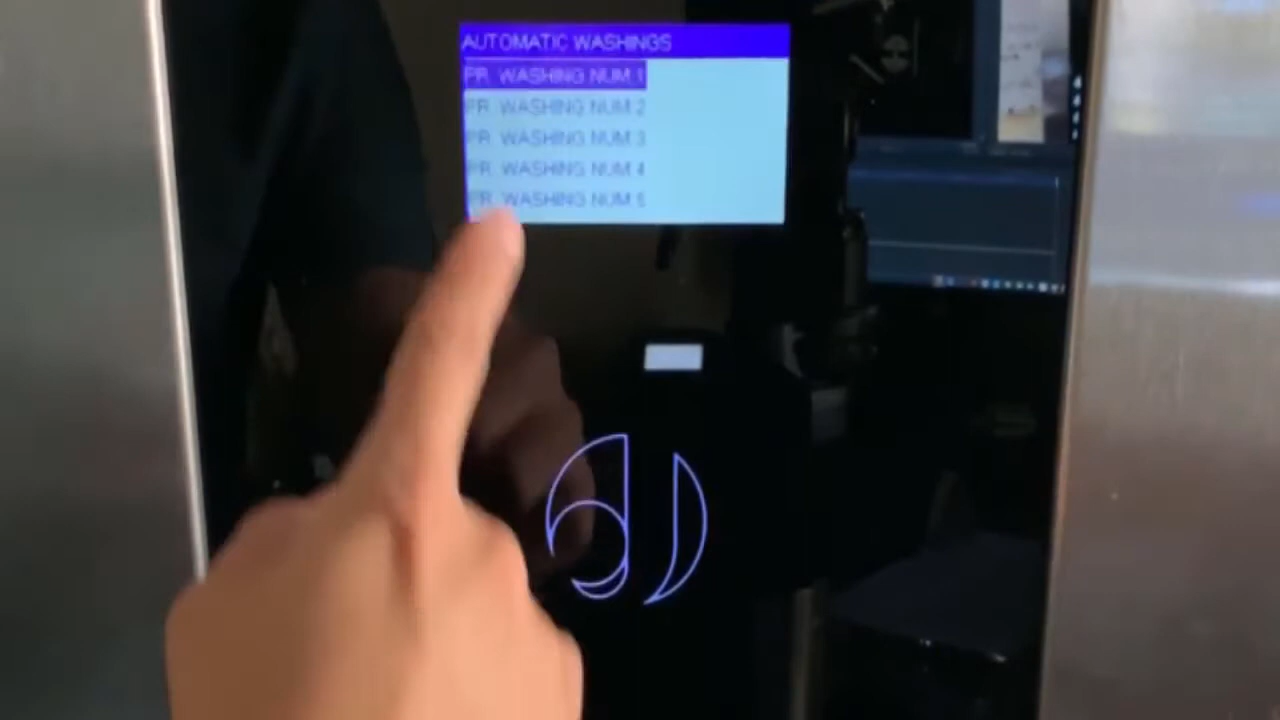 AUTOMATIC WASHINGS
PR. WASHING NUM 1
PR. WASHING NUM 2
PR. WASHING NUM 3
PR. WASHING NUM 4
PR. WASHING NUM 5